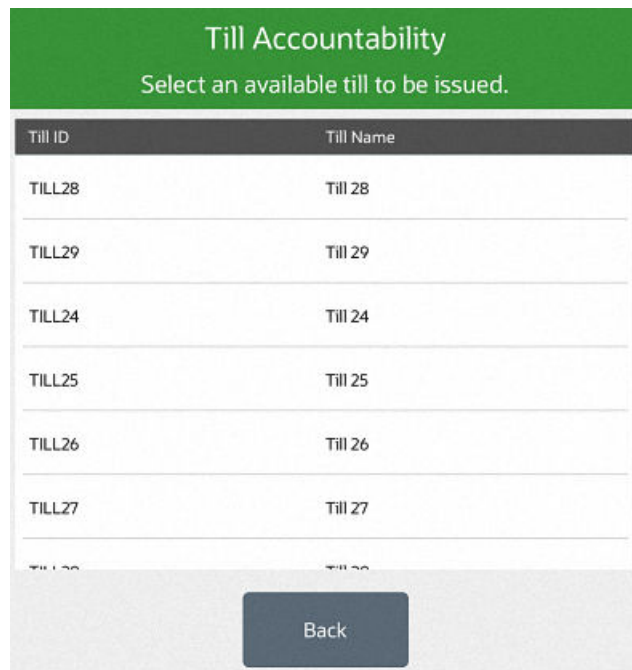 Till Accountability
Select an available till to be issued.
Till ID Till Name
TILL28 Till 28
TILL29 Till 29
TILL24 Till 24
TILL25 Till 25
TILL26 Till 26
TILL27 Till 27
Back